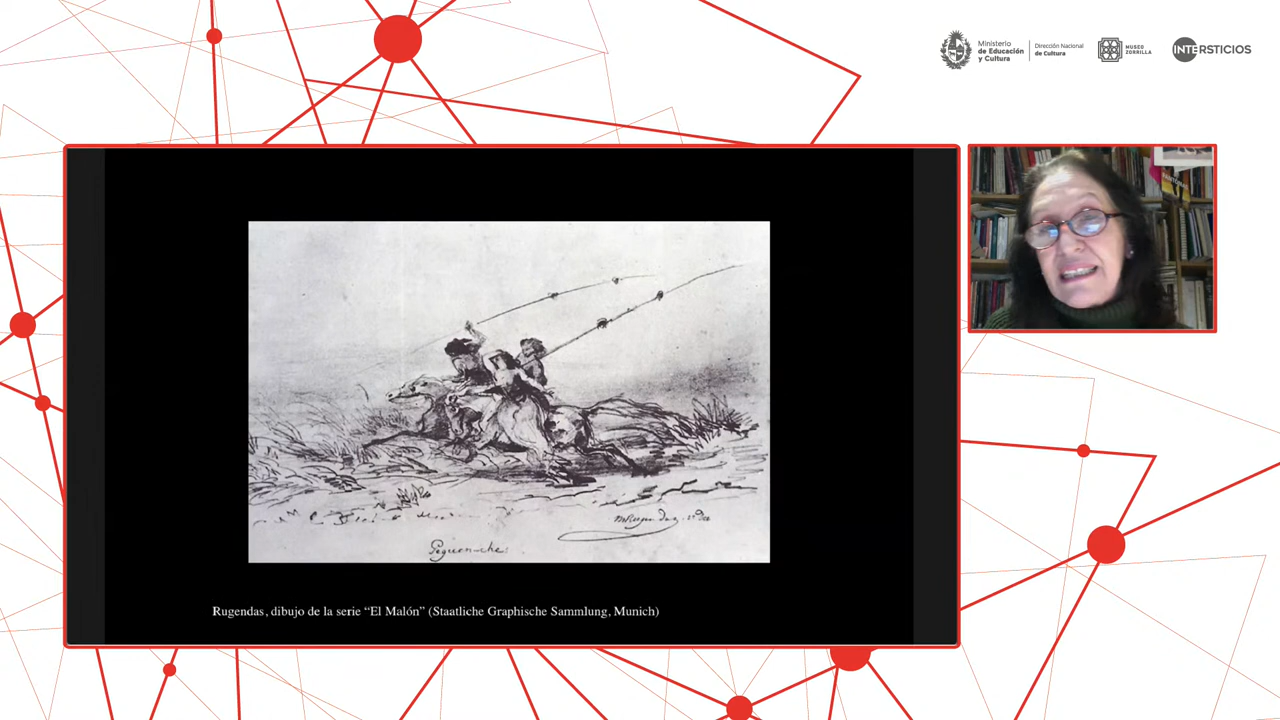 Ministerio
de Educación
y Cultura
Dirección Nacional
de Cultura
MUSEO
ZORRILLA
INTERSTICIOS
Peguenche
Rugendas, dibujo de la serie “El Malón” (Staatliche Graphische Sammlung, Munich)